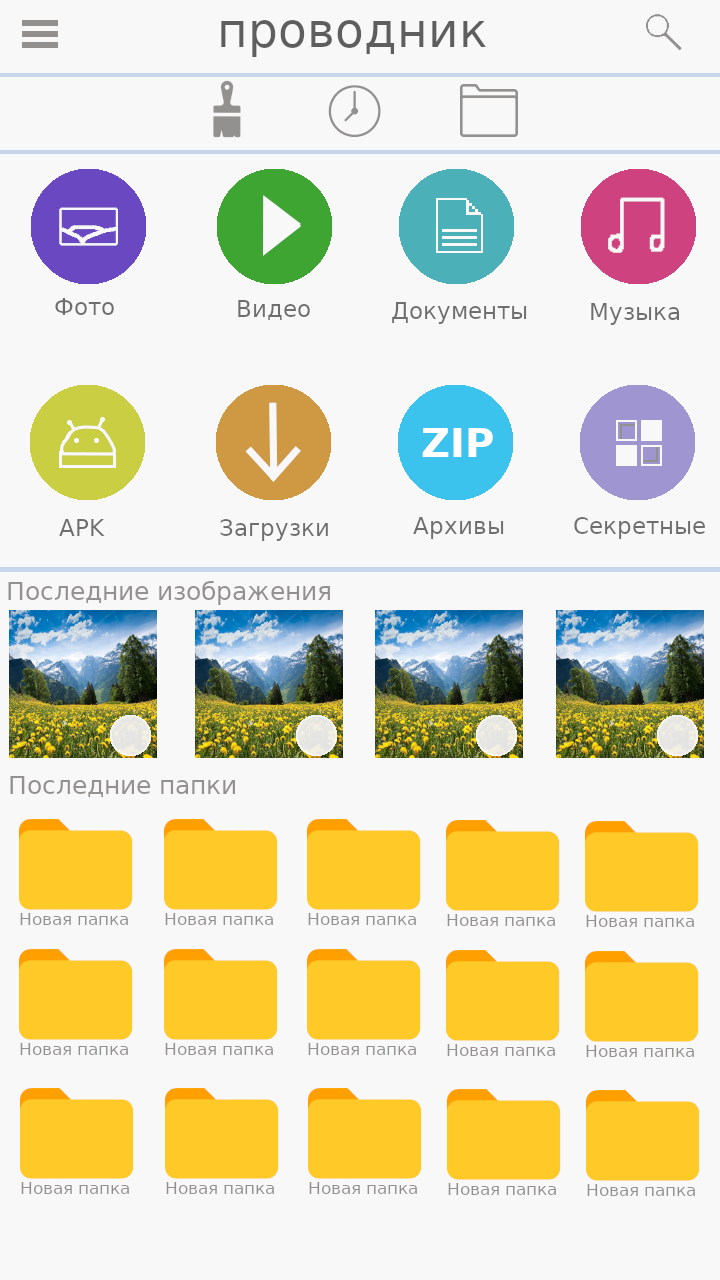 проводник
Фото Видео Документы Музыка
ZIP
APK Загрузки Архивы Секретные
Последние изображения
Последние папки
Новая папка Новая папка Новая папка Новая папка Новая папка
Новая папка Новая папка Новая папка Новая папка Новая папка
Новая папка Новая папка Новая папка Новая папка Новая папка